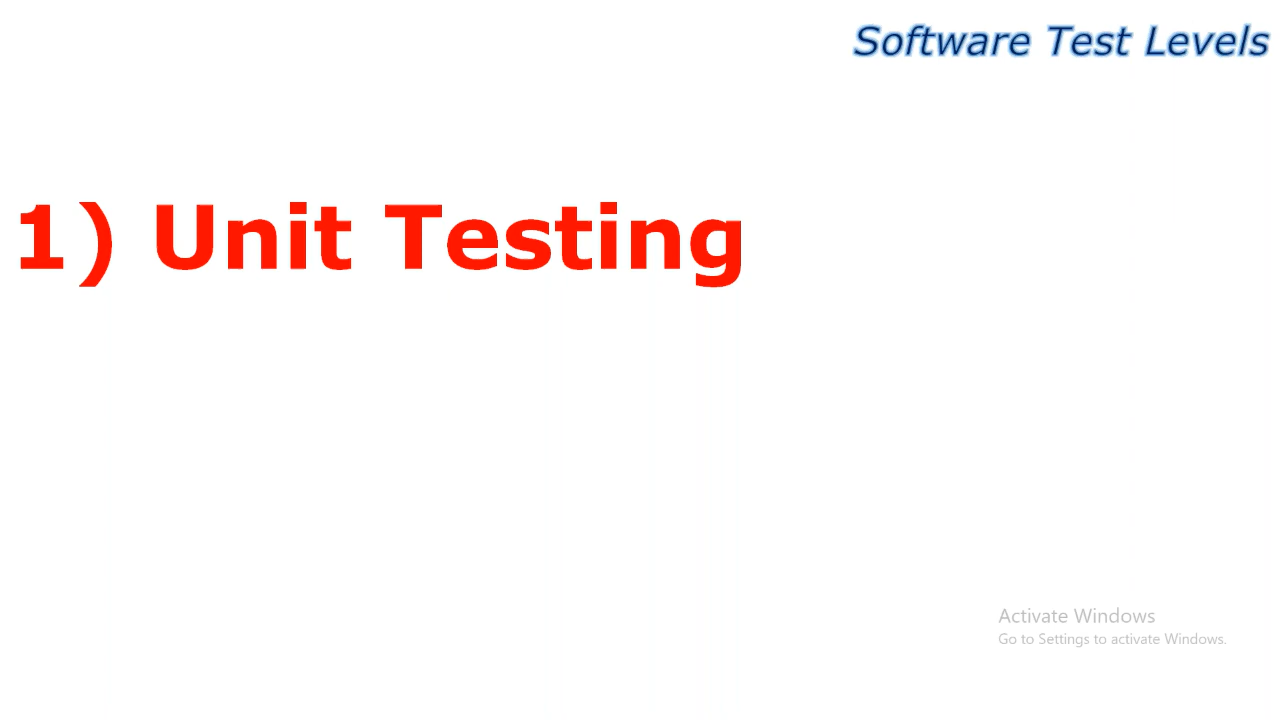 Software Test Levels
1) Unit Testing
Activate Windows
Go to Settings to activate Windows.